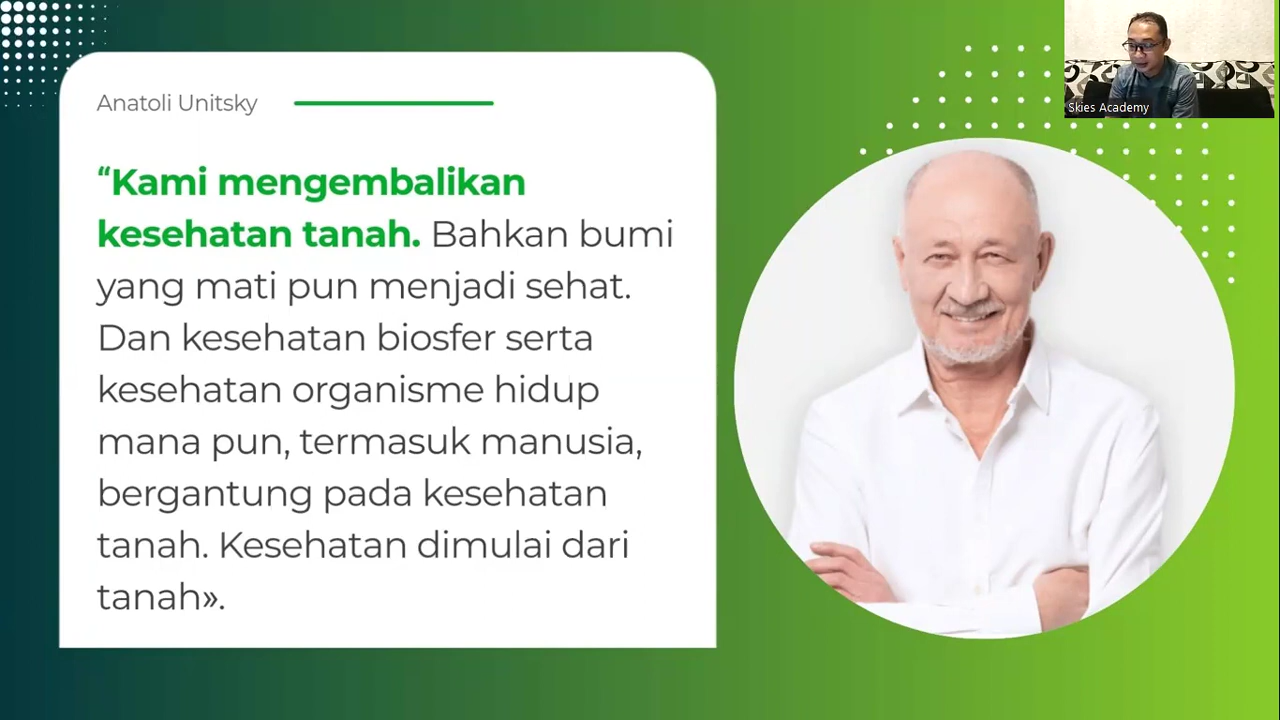 Anatoli Unitsky
“Kami mengembalikan
kesehatan tanah. Bahkan bumi
yang mati pun menjadi sehat.
Dan kesehatan biosfer serta
kesehatan organisme hidup
mana pun, termasuk manusia,
bergantung pada kesehatan
tanah. Kesehatan dimulai dari
tanah».
Skies Academy